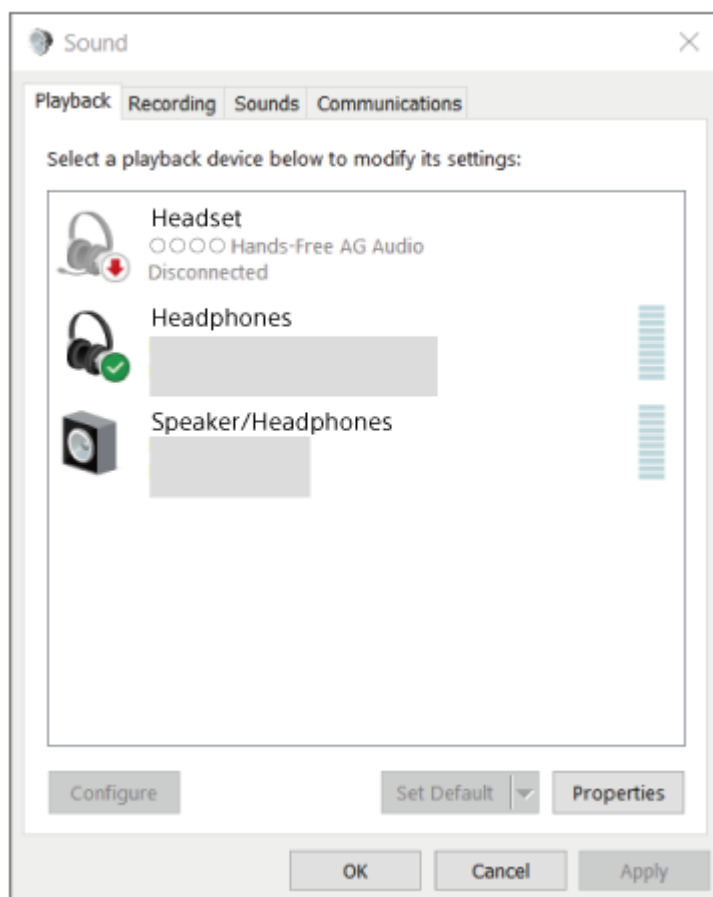 Sound
Playback Recording Sounds Communications
Select a playback device below to modify its settings:
Headset
○○○○ Hands-Free AG Audio
Disconnected
Headphones
Speaker/Headphones
Configure Set Default Properties
OK Cancel Apply